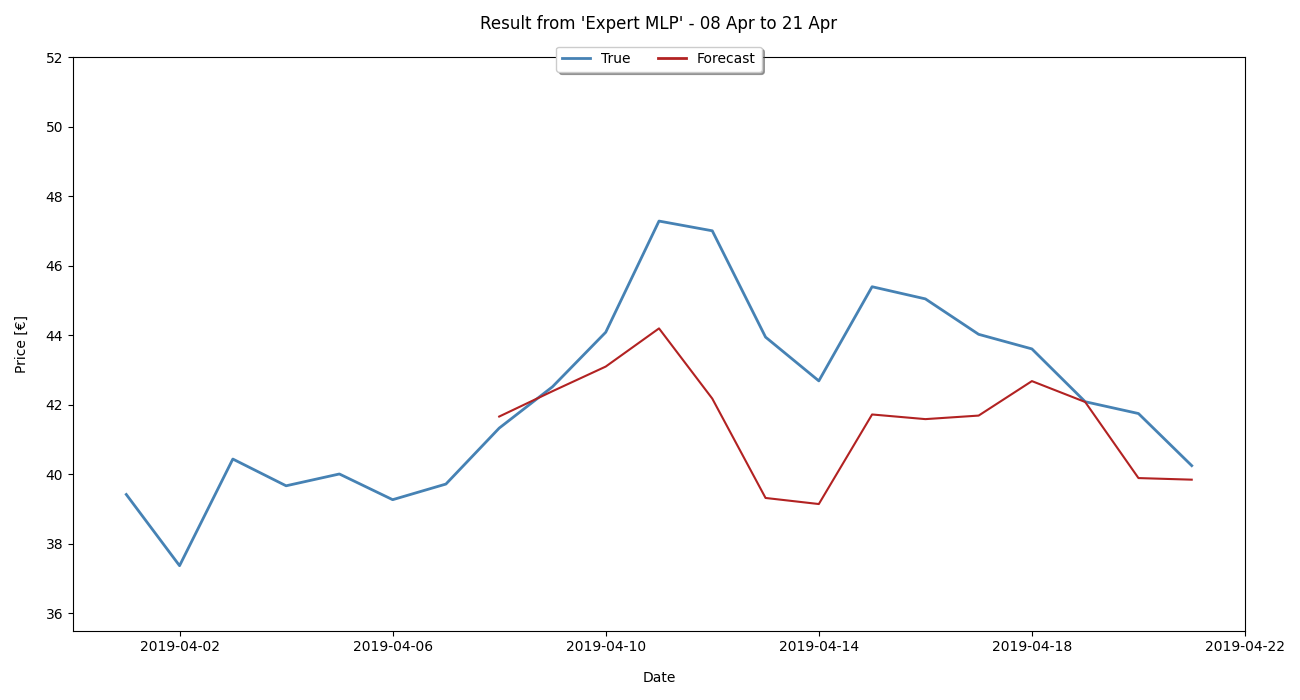 Result from 'Expert MLP' - 08 Apr to 21 Apr
True Forecast
52
50
48
46
44
42
40
38
36
Price [€]
2019-04-02 2019-04-06 2019-04-10 2019-04-14 2019-04-18 2019-04-22
Date